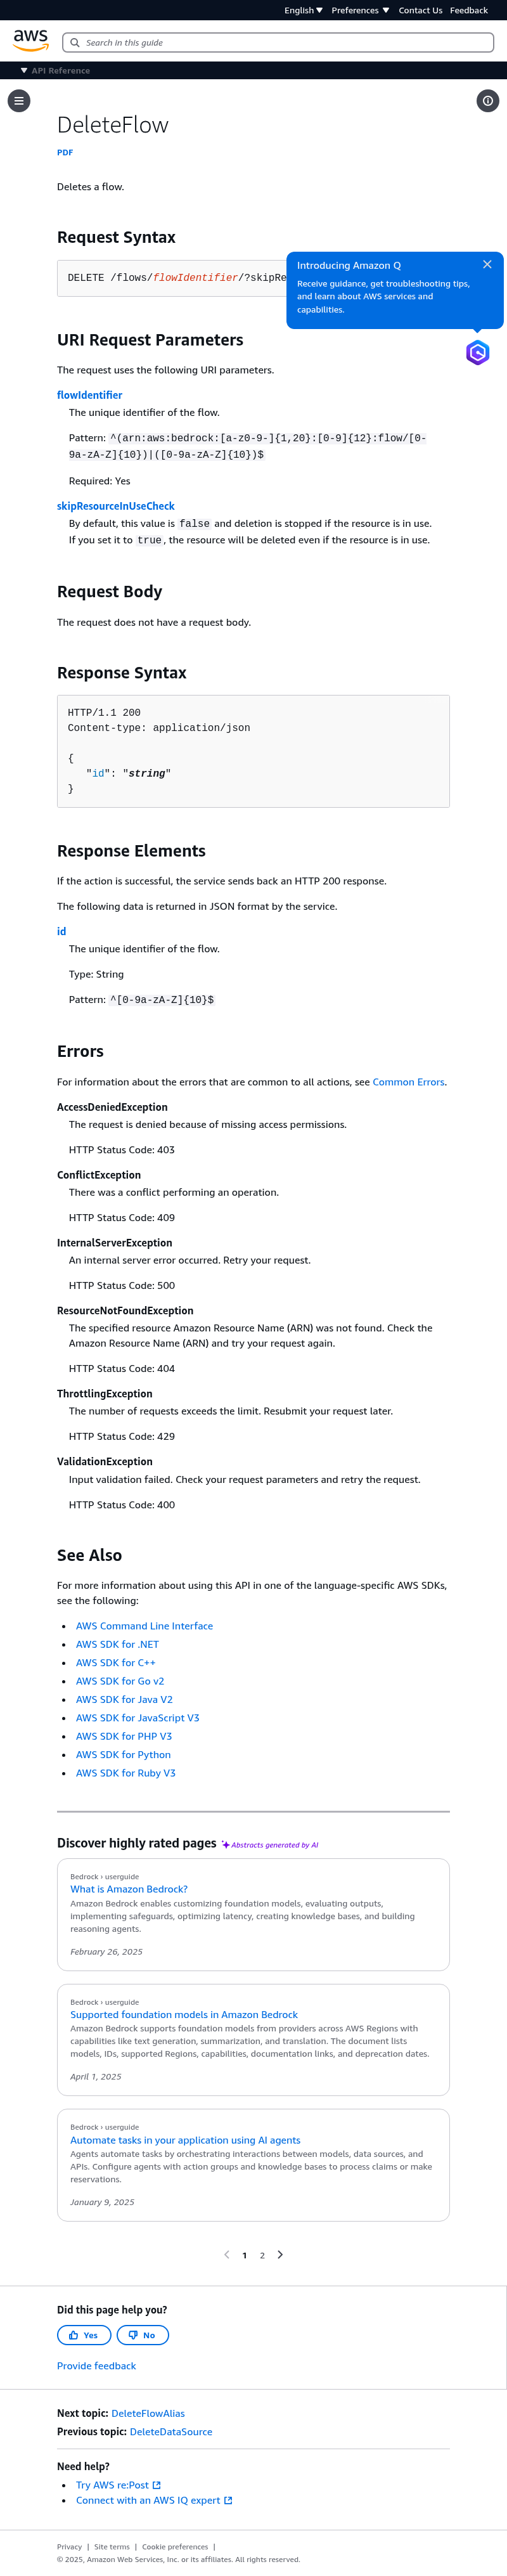 English Preferences Contact Us Feedback
aws
Search in this guide
API Reference
DeleteFlow
PDF
Deletes a flow.
Request Syntax
DELETE /flows/flowIdentifier/?skipRe
Introducing Amazon Q
Receive guidance, get troubleshooting tips,
and learn about AWS services and
capabilities.
URI Request Parameters
The request uses the following URI parameters.
flowIdentifier
The unique identifier of the flow.
Pattern: ^(arn:aws:bedrock:[a-z0-9-]{1,20}:[0-9]{12}:flow/[0-
9a-zA-Z]{10})|([0-9a-zA-Z]{10})$
Required: Yes
skipResourceInUseCheck
By default, this value is false and deletion is stopped if the resource is in use.
If you set it to true, the resource will be deleted even if the resource is in use.
Request Body
The request does not have a request body.
Response Syntax
HTTP/1.1 200
Content-type: application/json
{
"id": "string"
}
Response Elements
If the action is successful, the service sends back an HTTP 200 response.
The following data is returned in JSON format by the service.
id
The unique identifier of the flow.
Type: String
Pattern: ^[0-9a-zA-Z]{10}$
Errors
For information about the errors that are common to all actions, see Common Errors.
AccessDeniedException
The request is denied because of missing access permissions.
HTTP Status Code: 403
ConflictException
There was a conflict performing an operation.
HTTP Status Code: 409
InternalServerException
An internal server error occurred. Retry your request.
HTTP Status Code: 500
ResourceNotFoundException
The specified resource Amazon Resource Name (ARN) was not found. Check the
Amazon Resource Name (ARN) and try your request again.
HTTP Status Code: 404
ThrottlingException
The number of requests exceeds the limit. Resubmit your request later.
HTTP Status Code: 429
ValidationException
Input validation failed. Check your request parameters and retry the request.
HTTP Status Code: 400
See Also
For more information about using this API in one of the language-specific AWS SDKs,
see the following:
• AWS Command Line Interface
• AWS SDK for .NET
• AWS SDK for C++
• AWS SDK for Go v2
• AWS SDK for Java V2
• AWS SDK for JavaScript V3
• AWS SDK for PHP V3
• AWS SDK for Python
• AWS SDK for Ruby V3
Discover highly rated pages Abstracts generated by AI
Bedrock › userguide
What is Amazon Bedrock?
Amazon Bedrock enables customizing foundation models, evaluating outputs,
implementing safeguards, optimizing latency, creating knowledge bases, and building
reasoning agents.
February 26, 2025
Bedrock › userguide
Supported foundation models in Amazon Bedrock
Amazon Bedrock supports foundation models from providers across AWS Regions with
capabilities like text generation, summarization, and translation. The document lists
models, IDs, supported Regions, capabilities, documentation links, and deprecation dates.
April 1, 2025
Bedrock › userguide
Automate tasks in your application using AI agents
Agents automate tasks by orchestrating interactions between models, data sources, and
APIs. Configure agents with action groups and knowledge bases to process claims or make
reservations.
January 9, 2025
1 2
Did this page help you?
Yes No
Provide feedback
Next topic: DeleteFlowAlias
Previous topic: DeleteDataSource
Need help?
• Try AWS re:Post
• Connect with an AWS IQ expert
Privacy | Site terms | Cookie preferences |
© 2025, Amazon Web Services, Inc. or its affiliates. All rights reserved.